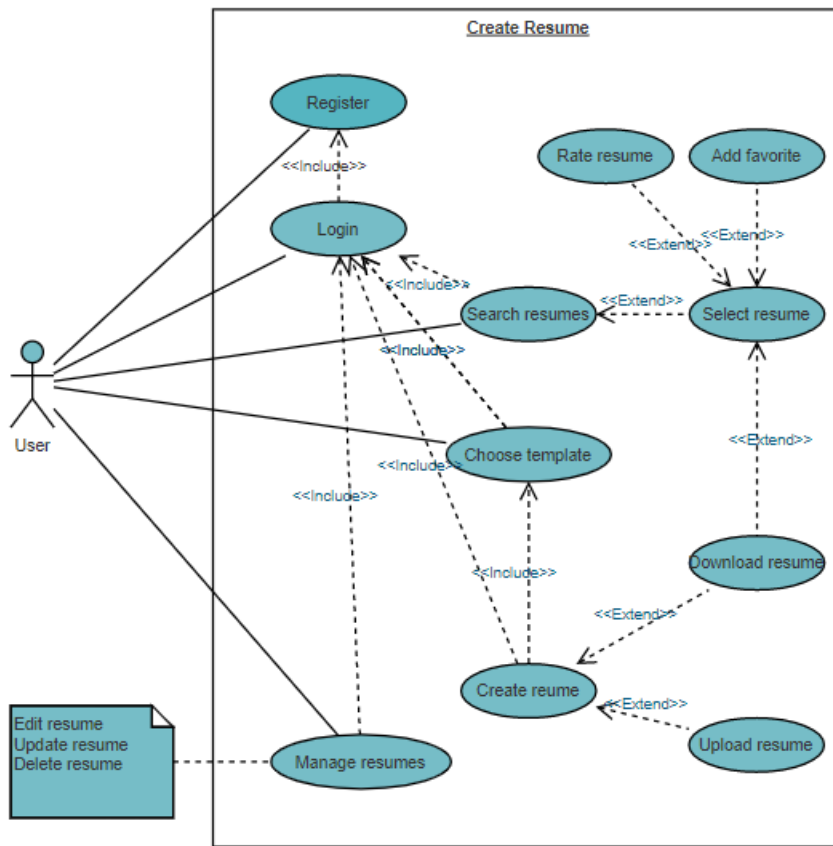 Create Resume
Register
Rate resume
Add favorite
<<Include>>
Login
<<Extend>>
<<Extend>>
<<Include>>
Search resumes
<<Extend>>
Select resume
<<Include>>
User
Choose template
<<Extend>>
<<Include>>
<<Include>>
Download resume
<<Include>>
<<Extend>>
Create reume
<<Extend>>
Edit resume
Update resume
Delete resume
Upload resume
Manage resumes